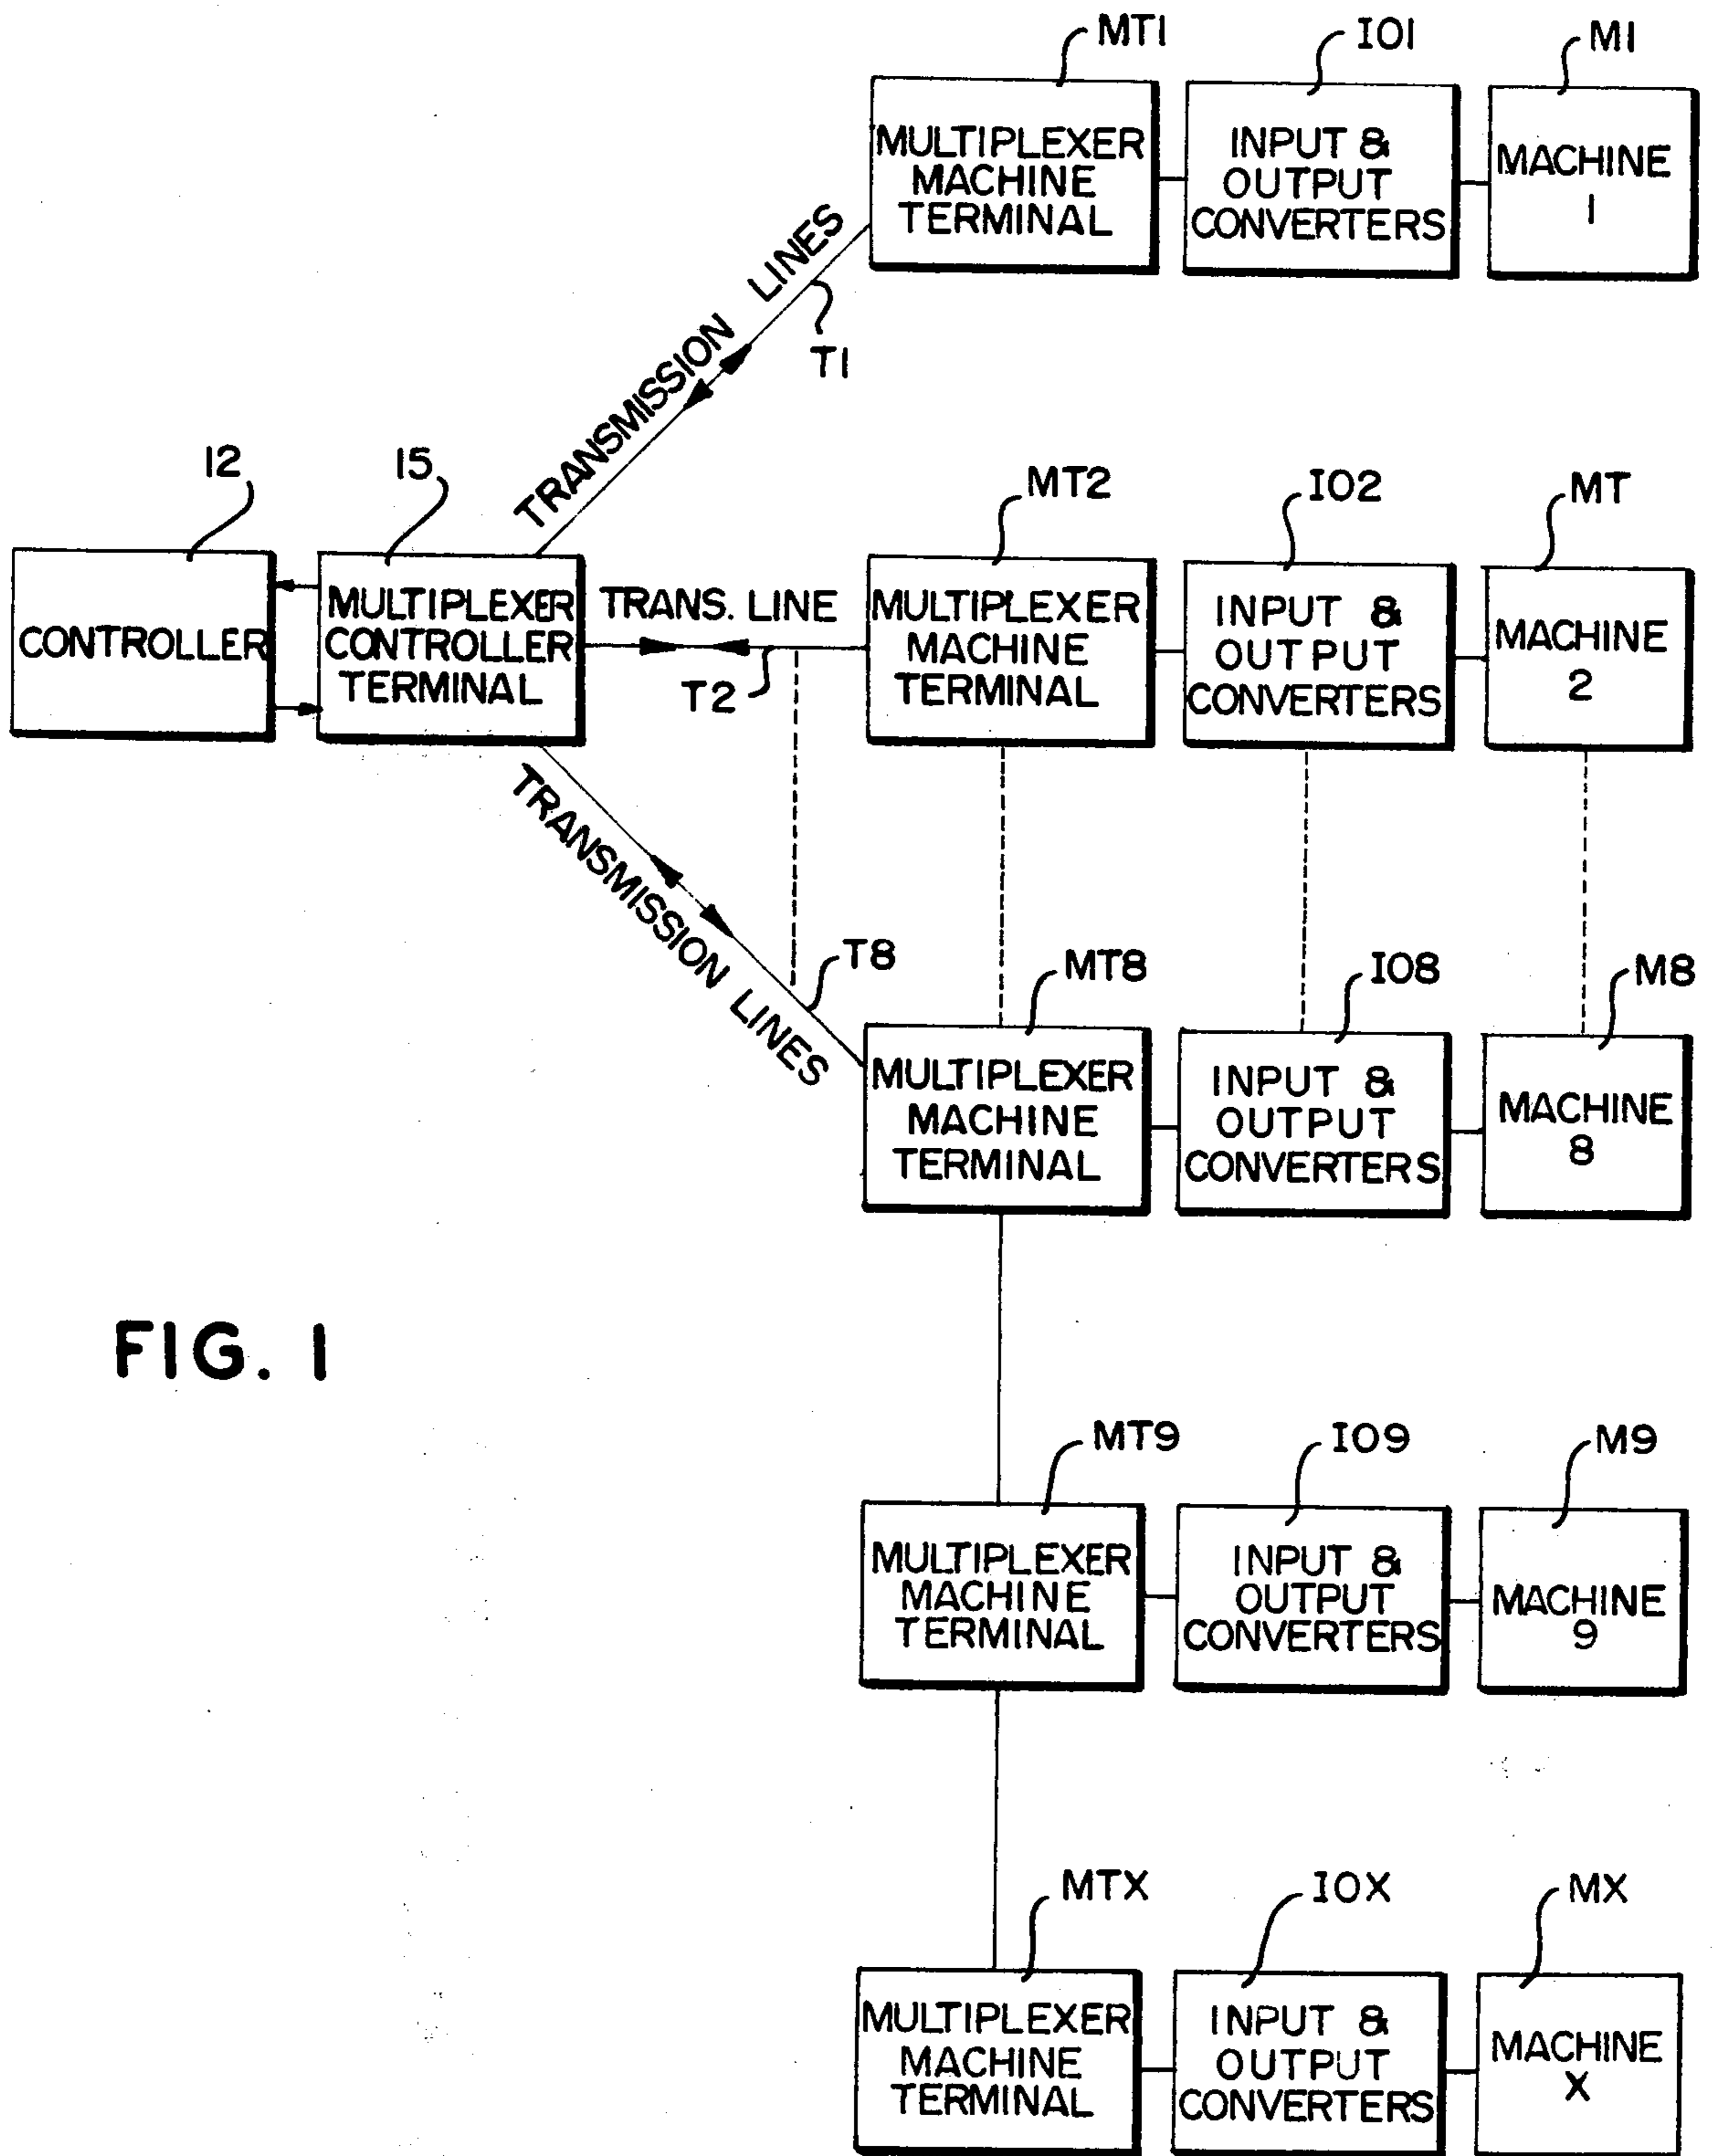 MT1
IO1
M1
MULTIPLEXER
MACHINE
TERMINAL
INPUT &
OUTPUT
CONVERTERS
MACHINE
1
TRANSMISSION LINES
T1
12
15
MT2
IO2
MT
CONTROLLER
MULTIPLEXER
CONTROLLER
TERMINAL
TRANS. LINE
T2
MULTIPLEXER
MACHINE
TERMINAL
INPUT &
OUTPUT
CONVERTERS
MACHINE
2
TRANSMISSION LINES
T8
MT8
IO8
M8
MULTIPLEXER
MACHINE
TERMINAL
INPUT &
OUTPUT
CONVERTERS
MACHINE
8
FIG. 1
MT9
IO9
M9
MULTIPLEXER
MACHINE
TERMINAL
INPUT &
OUTPUT
CONVERTERS
MACHINE
9
MTX
IOX
MX
MULTIPLEXER
MACHINE
TERMINAL
INPUT &
OUTPUT
CONVERTERS
MACHINE
X